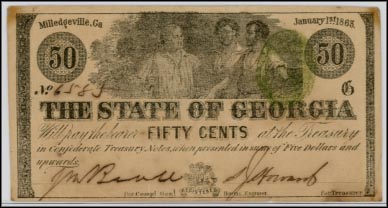 Milledgeville, Ga January 1st 1863.
50 50
No 6583 G
THE STATE OF GEORGIA
Will pay the bearer FIFTY CENTS at the Treasury
in Confederate Treasury Notes, when presented in sums of Five Dollars and
upwards.
For Compl Genl For Treasurer